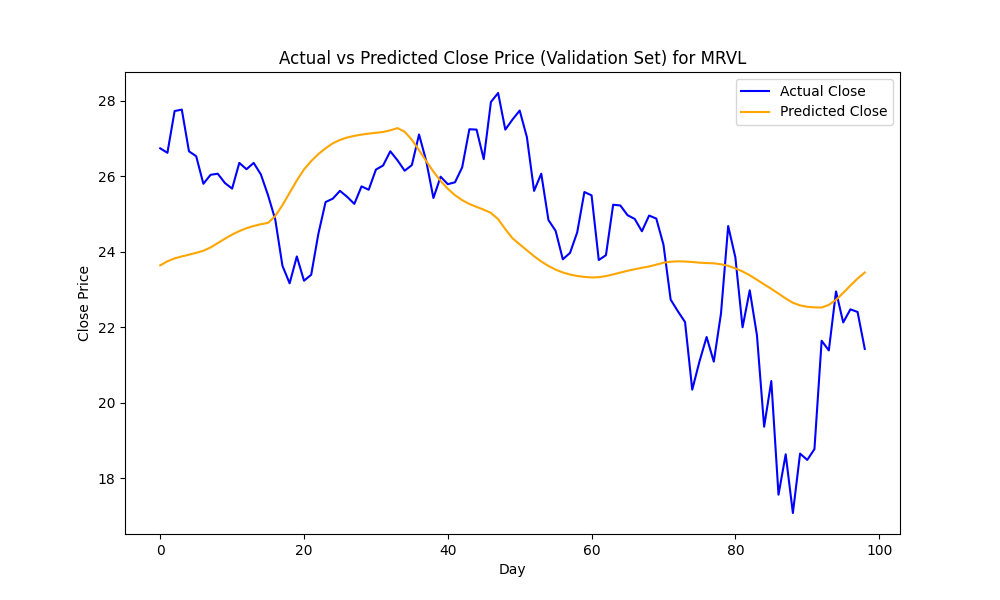 Actual vs Predicted Close Price (Validation Set) for MRVL
Actual Close
Predicted Close
28
26
24
22
20
18
Close Price
0 20 40 60 80 100
Day